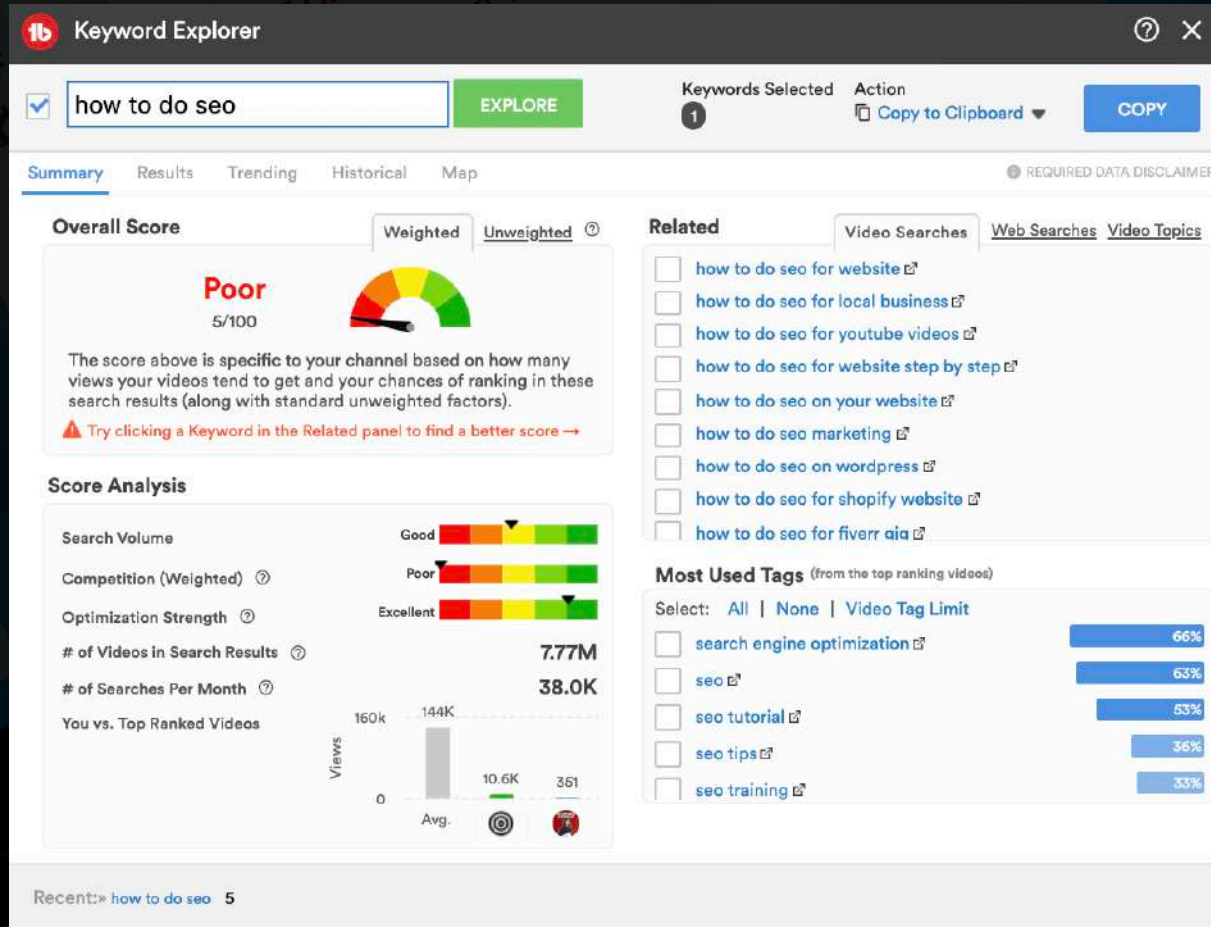 Keyword Explorer
how to do seo
EXPLORE
Keywords Selected
1
Action
Copy to Clipboard
COPY
Summary Results Trending Historical Map
REQUIRED DATA DISCLAIMER
Overall Score
Weighted Unweighted
Poor
5/100
The score above is specific to your channel based on how many
views your videos tend to get and your chances of ranking in these
search results (along with standard unweighted factors).
Try clicking a Keyword in the Related panel to find a better score →
Score Analysis
Search Volume Good
Competition (Weighted) Poor
Optimization Strength Excellent
# of Videos in Search Results 7.77M
# of Searches Per Month 38.0K
You vs. Top Ranked Videos
Views
160k
0
144K
10.6K
351
Avg.
Related
Video Searches Web Searches Video Topics
how to do seo for website
how to do seo for local business
how to do seo for youtube videos
how to do seo for website step by step
how to do seo on your website
how to do seo marketing
how to do seo on wordpress
how to do seo for shopify website
how to do seo for fiverr gig
Most Used Tags (from the top ranking videos)
Select: All | None | Video Tag Limit
search engine optimization 66%
seo 63%
seo tutorial 53%
seo tips 36%
seo training 33%
Recent:» how to do seo 5